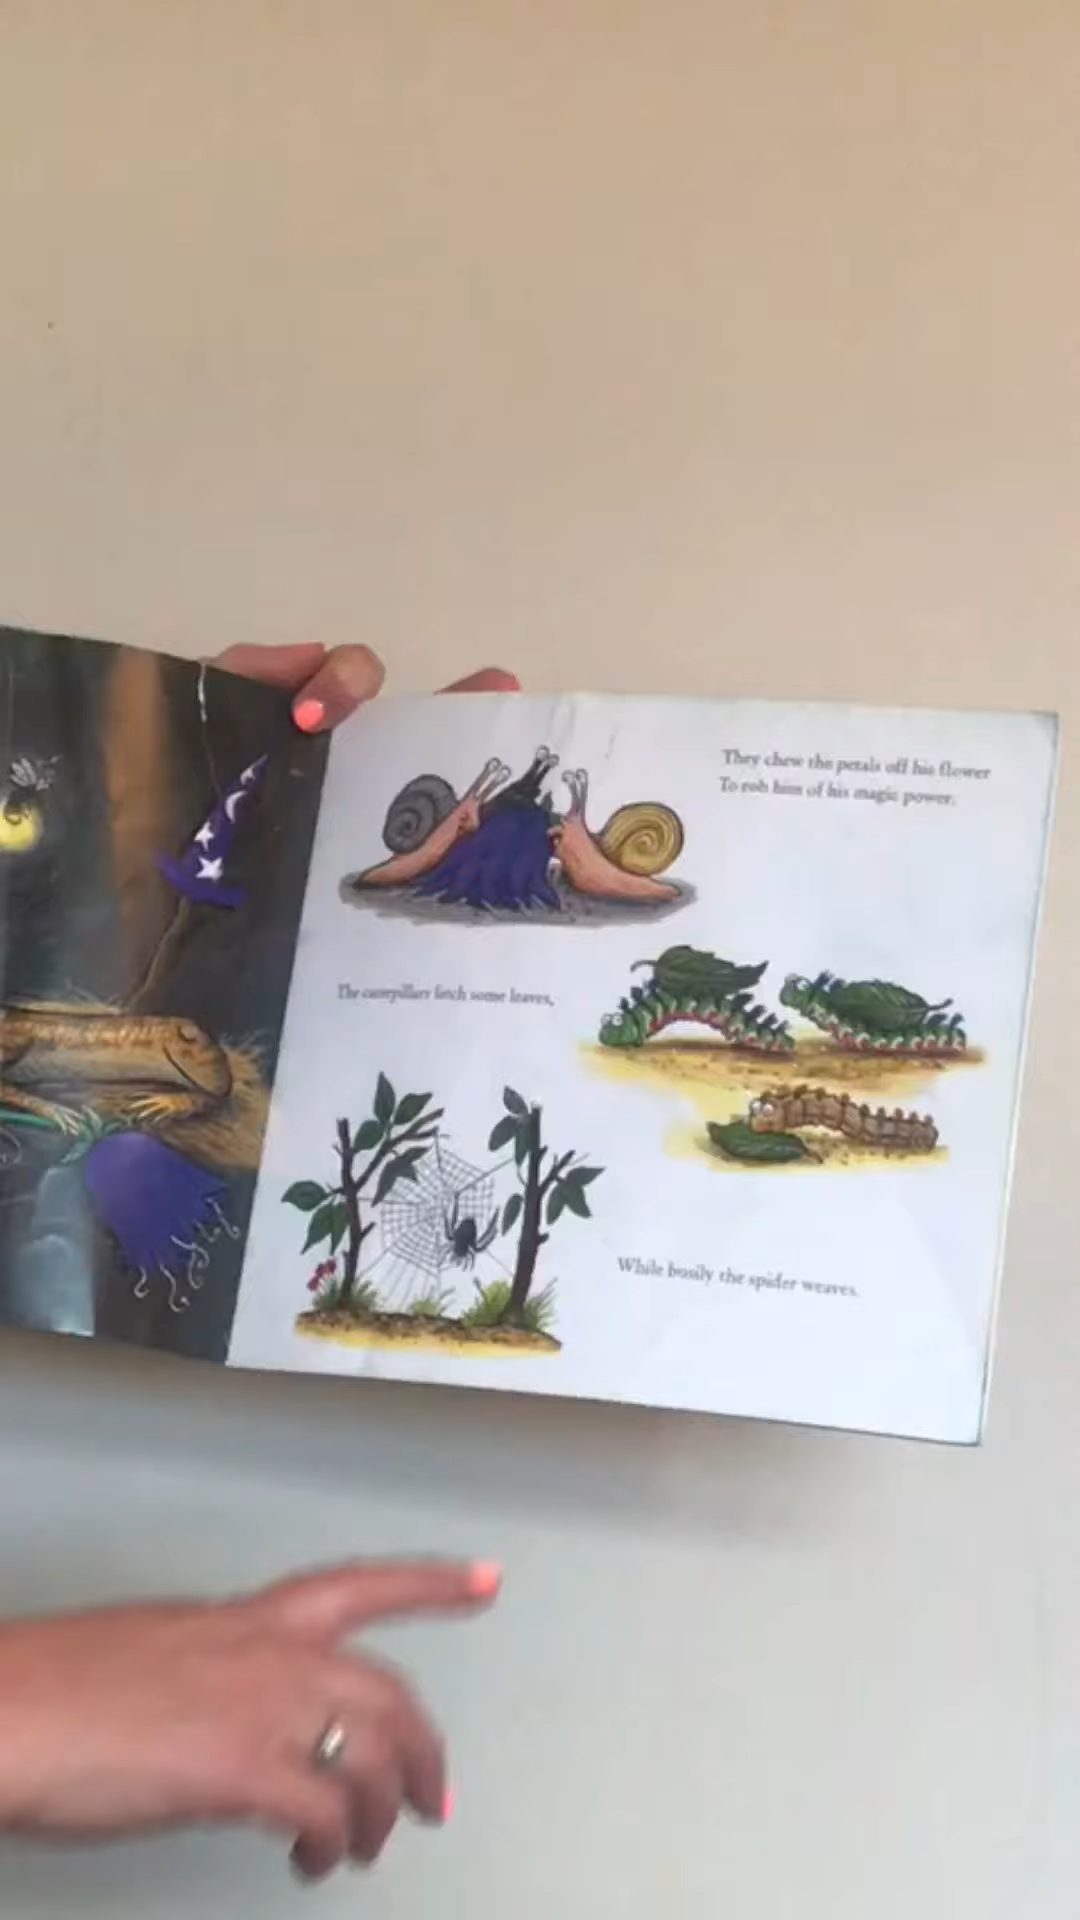 They chew the petals off his flower
To rob him of his magic power.
The caterpillars fetch some leaves,
While busily the spider weaves.